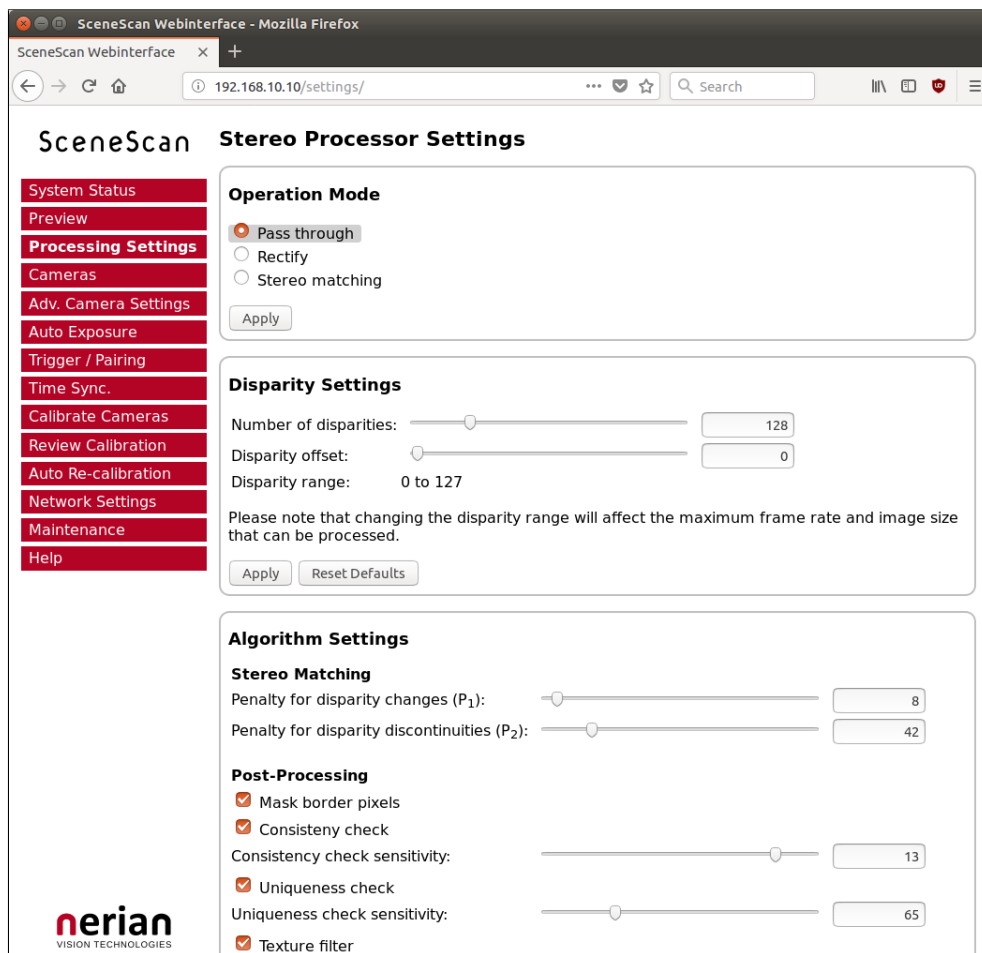 SceneScan Webinterface - Mozilla Firefox
SceneScan Webinterface
192.168.10.10/settings/
Search
SceneScan
System Status
Preview
Processing Settings
Cameras
Adv. Camera Settings
Auto Exposure
Trigger / Pairing
Time Sync.
Calibrate Cameras
Review Calibration
Auto Re-calibration
Network Settings
Maintenance
Help
nerian
VISION TECHNOLOGIES
Stereo Processor Settings
Operation Mode
Pass through
Rectify
Stereo matching
Apply
Disparity Settings
Number of disparities: 128
Disparity offset: 0
Disparity range: 0 to 127
Please note that changing the disparity range will affect the maximum frame rate and image size
that can be processed.
Apply Reset Defaults
Algorithm Settings
Stereo Matching
Penalty for disparity changes (P1): 8
Penalty for disparity discontinuities (P2): 42
Post-Processing
Mask border pixels
Consisteny check
Consistency check sensitivity: 13
Uniqueness check
Uniqueness check sensitivity: 65
Texture filter